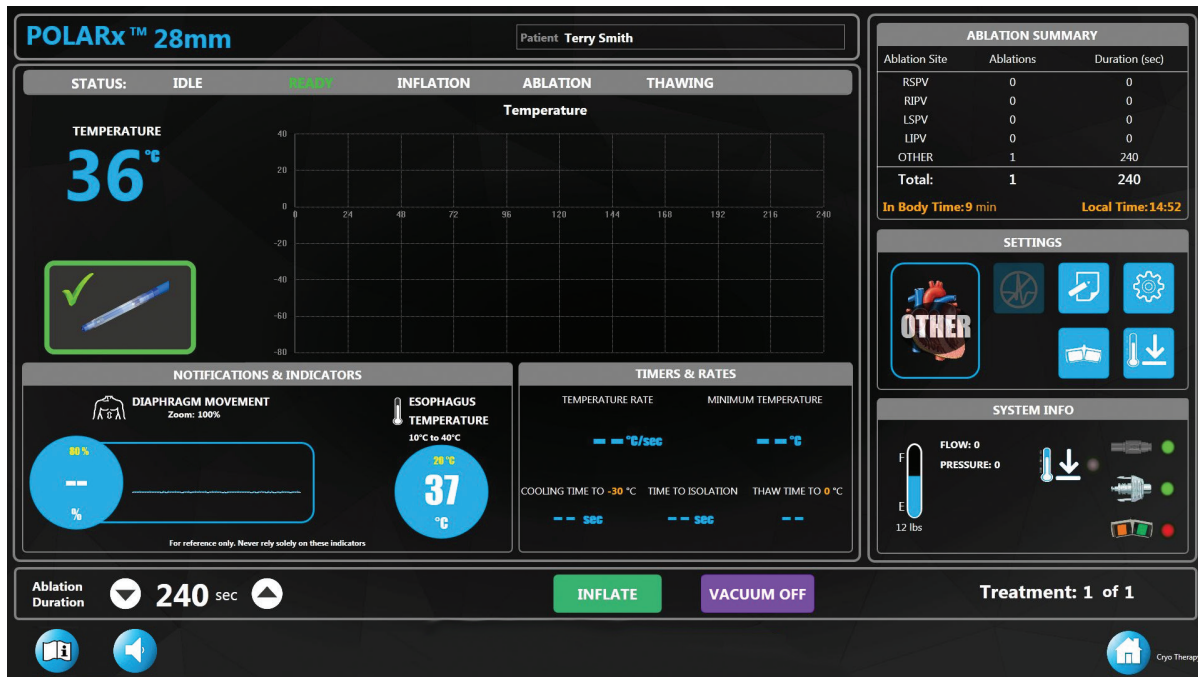 POLARx™ 28mm
Patient Terry Smith
STATUS: IDLE READY INFLATION ABLATION THAWING
TEMPERATURE
36°C
Temperature
40
20
0
-20
-40
-60
-80
0 24 48 72 96 120 144 168 192 216 240
NOTIFICATIONS & INDICATORS
DIAPHRAGM MOVEMENT
Zoom: 100%
80 %
--
%
ESOPHAGUS
TEMPERATURE
10°C to 40°C
20 °C
37
°C
For reference only. Never rely solely on these indicators
TIMERS & RATES
TEMPERATURE RATE MINIMUM TEMPERATURE
-- °C/sec -- °C
COOLING TIME TO -30 °C TIME TO ISOLATION THAW TIME TO 0 °C
-- sec -- sec --
ABLATION SUMMARY
Ablation Site Ablations Duration (sec)
RSPV 0 0
RIPV 0 0
LSPV 0 0
LIPV 0 0
OTHER 1 240
Total: 1 240
In Body Time: 9 min Local Time: 14:52
SETTINGS
OTHER
SYSTEM INFO
F
E
12 lbs
FLOW: 0
PRESSURE: 0
Ablation
Duration
240 sec
INFLATE
VACUUM OFF
Treatment: 1 of 1
i
Cryo Therapy